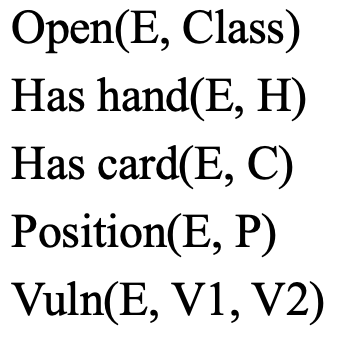 Open(E, Class)
Has hand(E, H)
Has card(E, C)
Position(E, P)
Vuln(E, V1, V2)